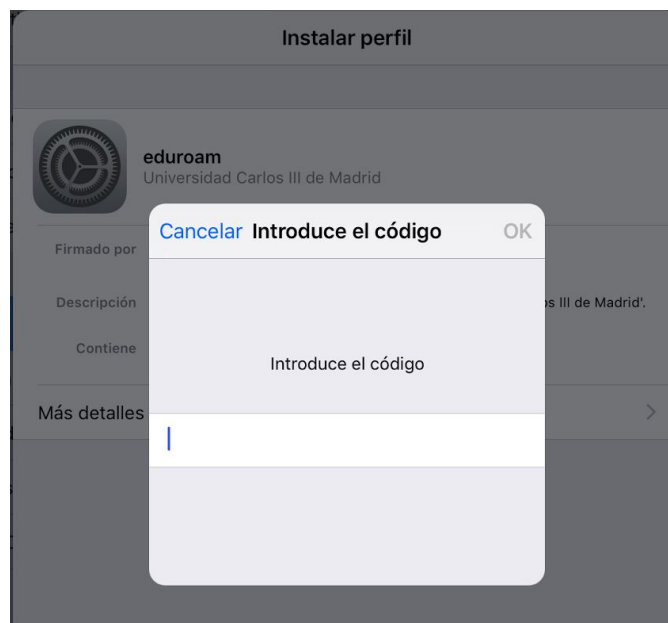 Instalar perfil
eduroam
Universidad Carlos III de Madrid
Cancelar Introduce el código OK
Firmado por
Descripción os III de Madrid'.
Contiene
Introduce el código
Más detalles